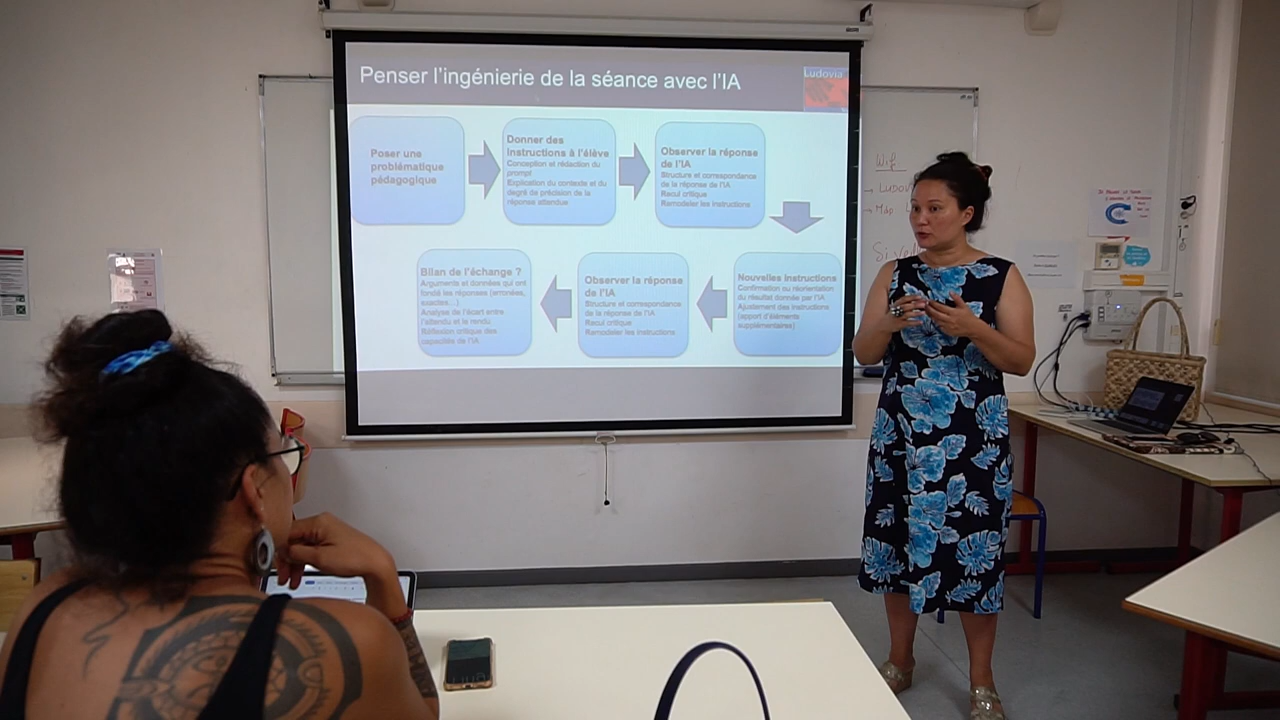 Penser l'ingénierie de la séance avec l'IA
Ludovia
Poser une
problématique
pédagogique
Donner des
instructions à l'élève
Conception et rédaction du
prompt
Explication du contexte et du
degré de précision de la
réponse attendue
Observer la réponse
de l'IA
Structure et correspondance
de la réponse de l'IA
Recul critique
Remodeler les instructions
Nouvelles instructions
Confirmation ou réorientation
du résultat donnée par l'IA
Ajustement des instructions
(apport d'éléments
supplémentaires)
Observer la réponse
de l'IA
Structure et correspondance
de la réponse de l'IA
Recul critique
Remodeler les instructions
Bilan de l'échange ?
Arguments et données qui ont
fondé les réponses (erronées,
exactes...)
Analyse de l'écart entre
l'attendu et le rendu
Réflexion critique des
capacités de l'IA
Wifi
→ LUDOV
→ Mdp L